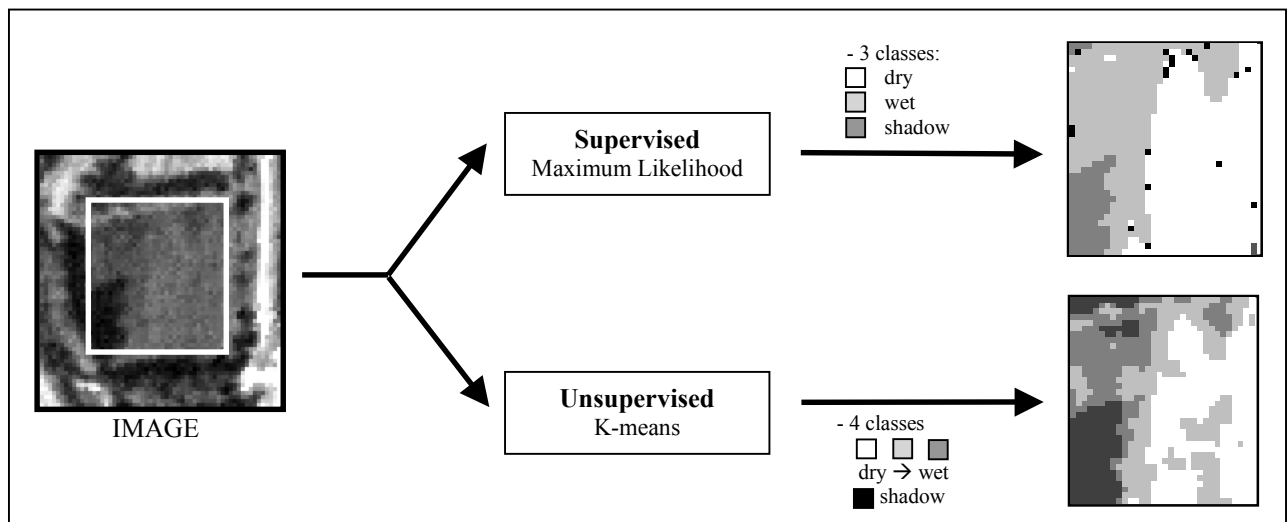 IMAGE
Supervised
Maximum Likelihood
- 3 classes:
dry
wet
shadow
Unsupervised
K-means
- 4 classes
dry → wet
shadow